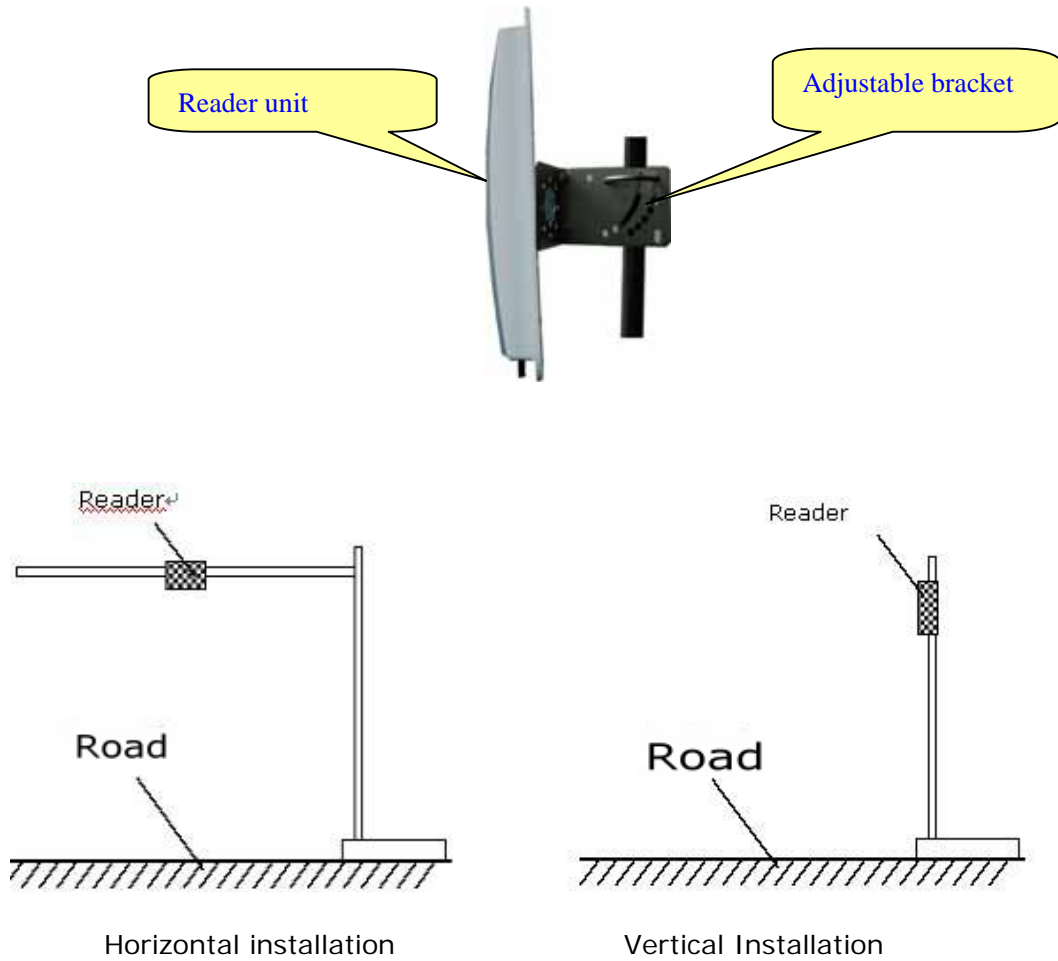 Reader unit
Adjustable bracket
Reader↵
Reader
Road
Road
Horizontal installation
Vertical Installation